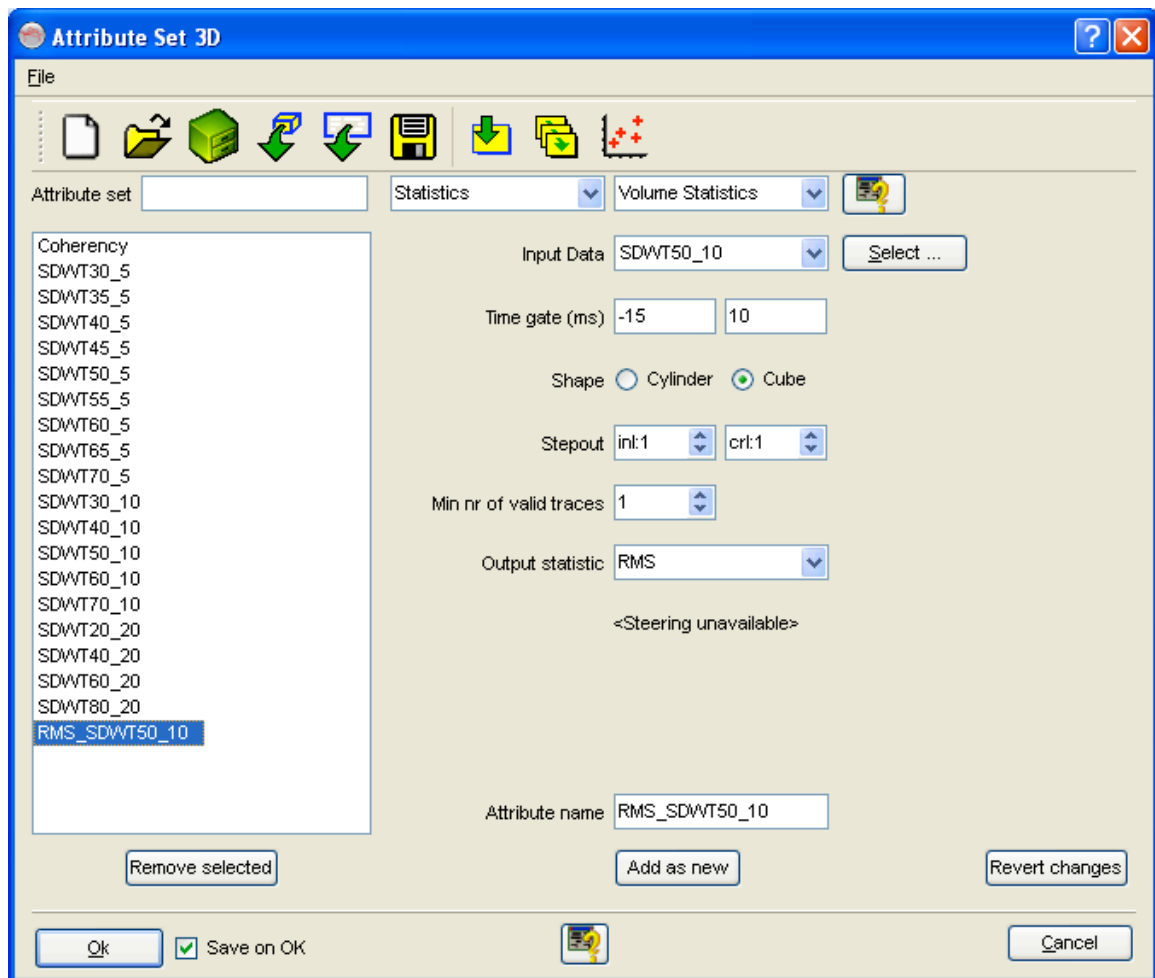 Attribute Set 3D
File
Attribute set
Statistics
Volume Statistics
Coherency
SDWT30_5
SDWT35_5
SDWT40_5
SDWT45_5
SDWT50_5
SDWT55_5
SDWT60_5
SDWT65_5
SDWT70_5
SDWT30_10
SDWT40_10
SDWT50_10
SDWT60_10
SDWT70_10
SDWT20_20
SDWT40_20
SDWT60_20
SDWT80_20
RMS_SDWT50_10
Input Data SDWT50_10 Select ...
Time gate (ms) -15 10
Shape Cylinder Cube
Stepout inl:1 crl:1
Min nr of valid traces 1
Output statistic RMS
<Steering unavailable>
Attribute name RMS_SDWT50_10
Remove selected
Add as new
Revert changes
Ok
Save on OK
Cancel